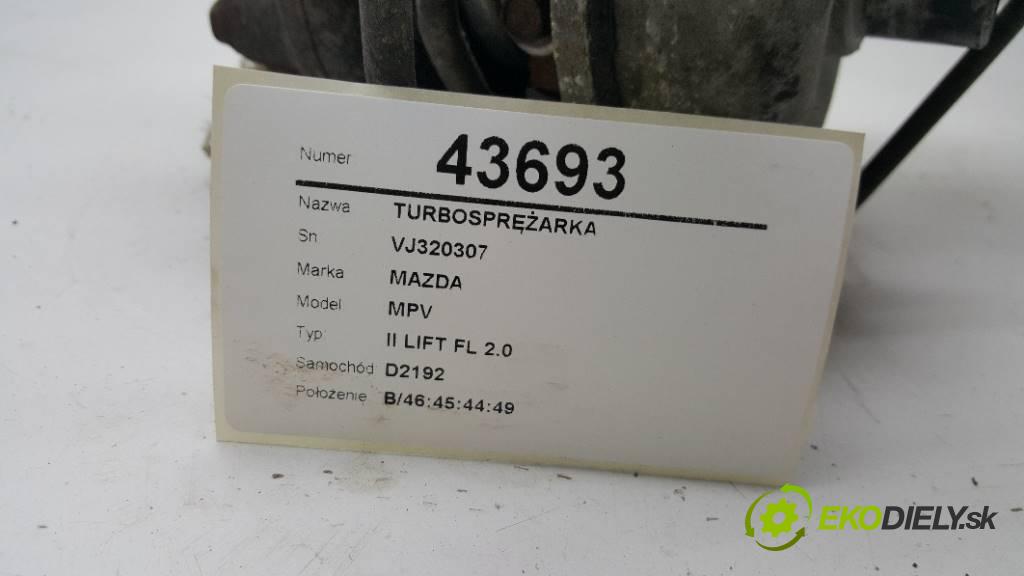 Numer 43693
Nazwa TURBOSPRĘŻARKA
Sn VJ320307
Marka MAZDA
Model MPV
Typ II LIFT FL 2.0
Samochód D2192
Położenie B/46:45:44:49
EKODIELY.sk